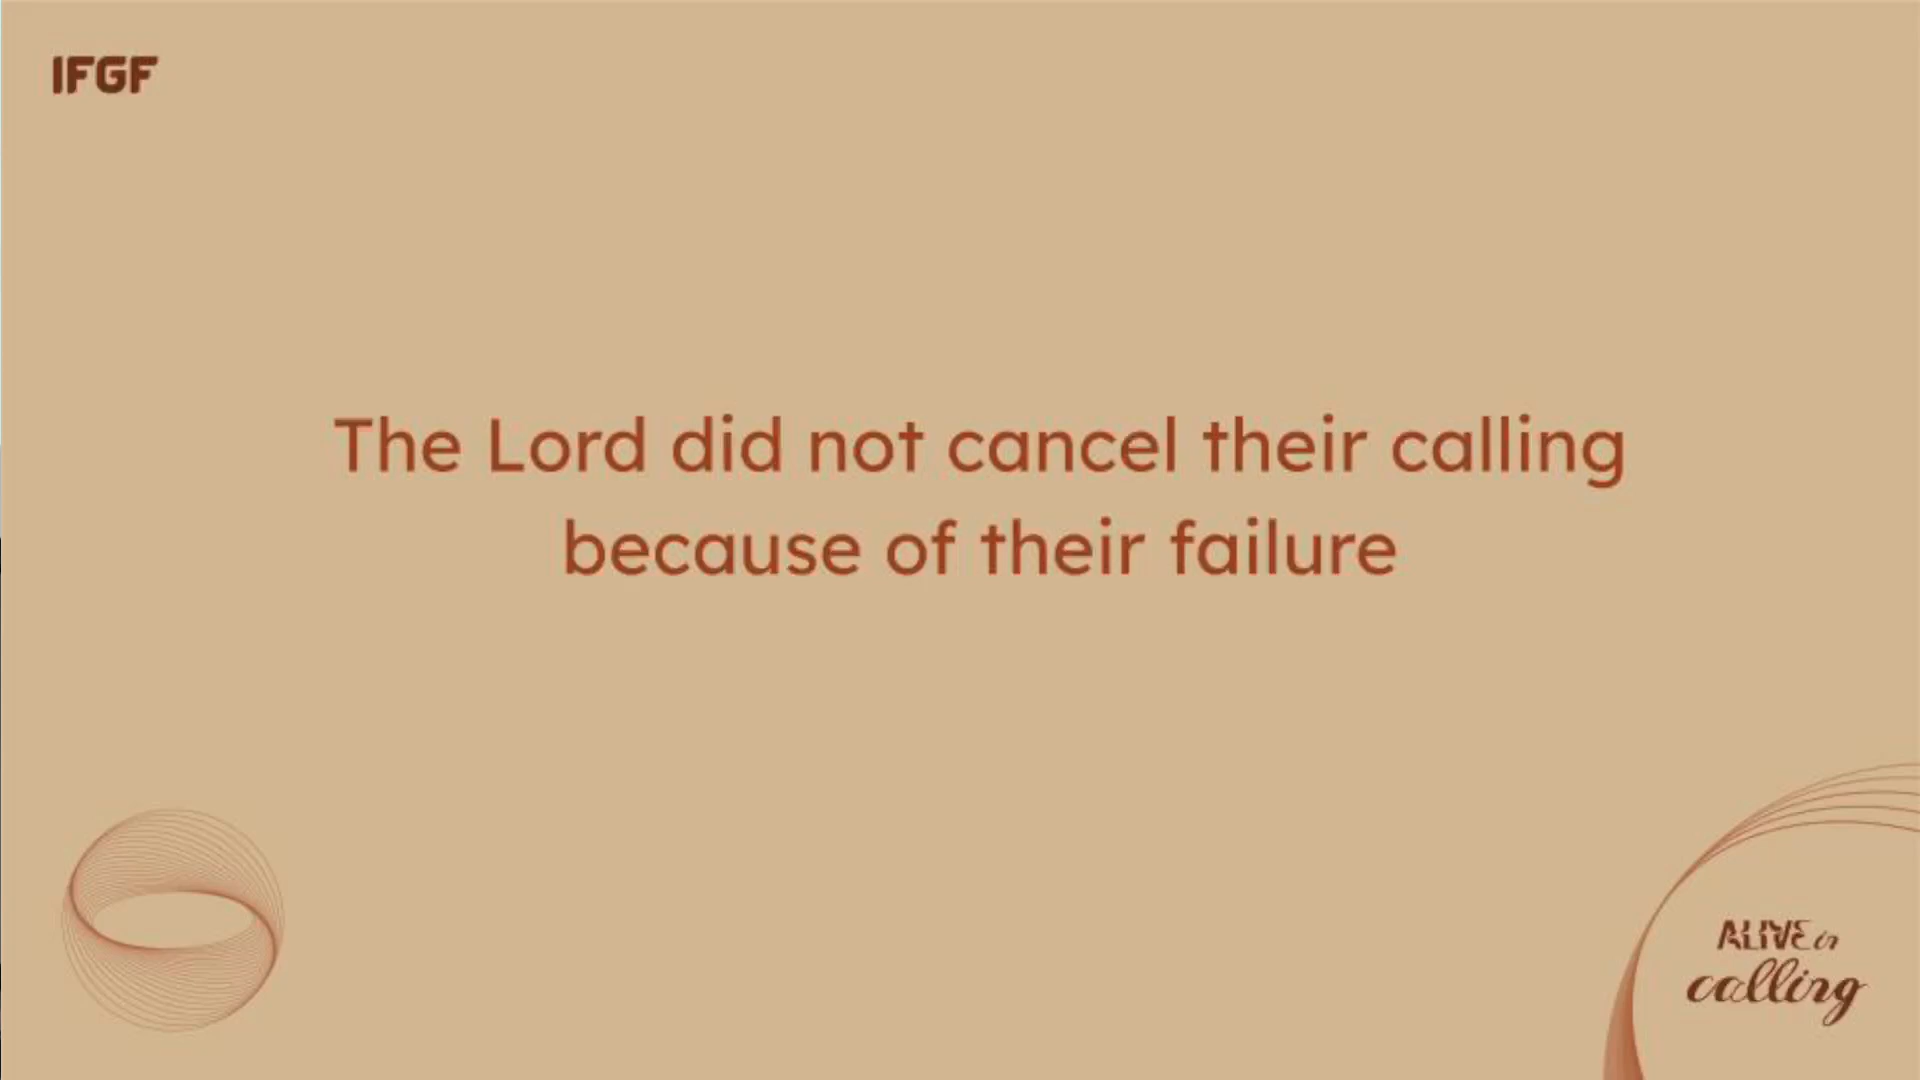 IFGF
The Lord did not cancel their calling
because of their failure
ALIVE in
calling